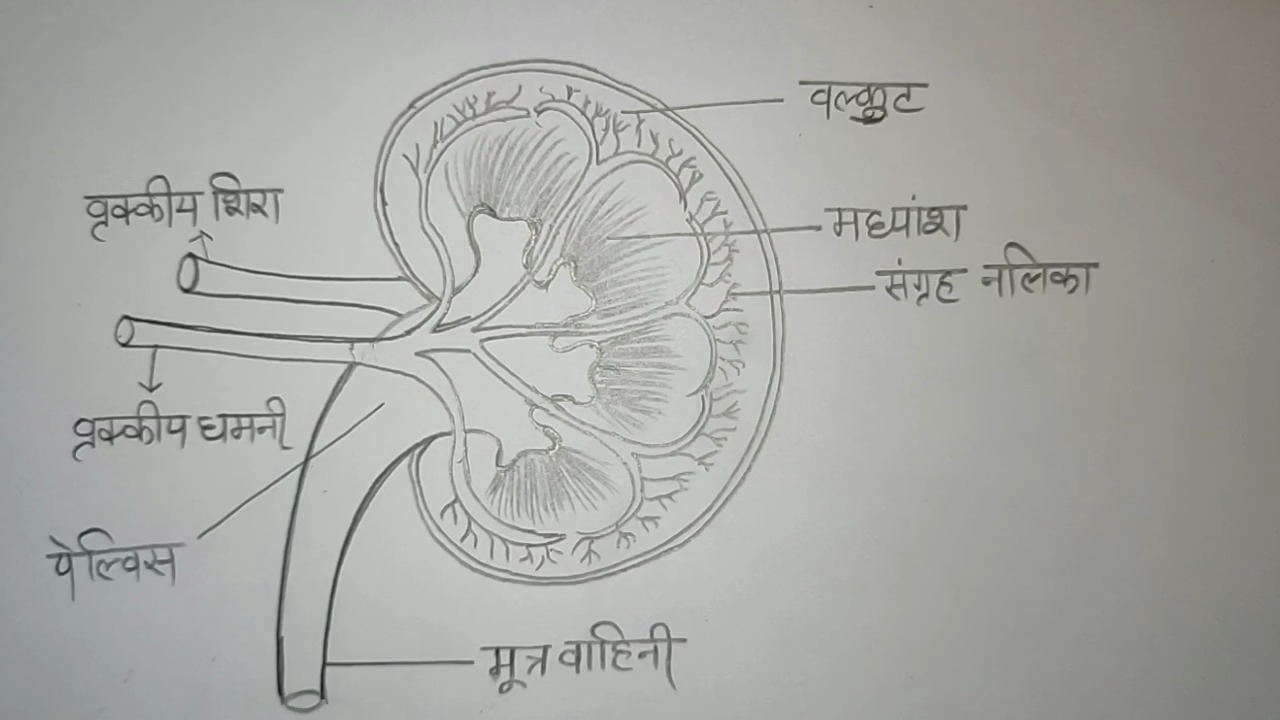 वल्कुट
वृक्कीय शिरा
मध्यांश
संग्रह नलिका
वृक्कीय धमनी
पेल्विस
मूत्र वाहिनी